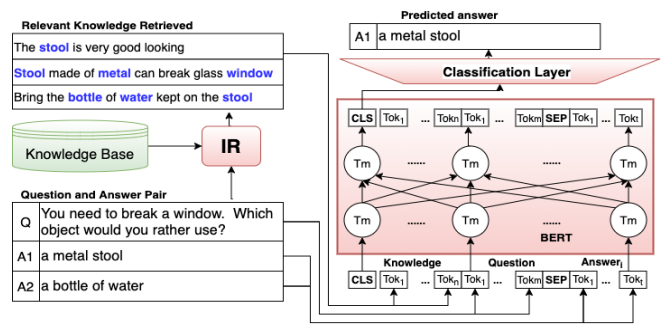 Relevant Knowledge Retrieved
The stool is very good looking
Stool made of metal can break glass window
Bring the bottle of water kept on the stool
Knowledge Base
IR
Question and Answer Pair
Q You need to break a window. Which
object would you rather use?
A1 a metal stool
A2 a bottle of water
Predicted answer
A1 a metal stool
Classification Layer
CLS Tok1 ... Tokn Tok1 ... Tokm SEP Tok1 ... Tokt
Tm ...... Tm ...... Tm
Tm ...... Tm ...... Tm
BERT
Knowledge Question Answeri
CLS Tok1 ... Tokn Tok1 ... Tokm SEP Tok1 ... Tokt